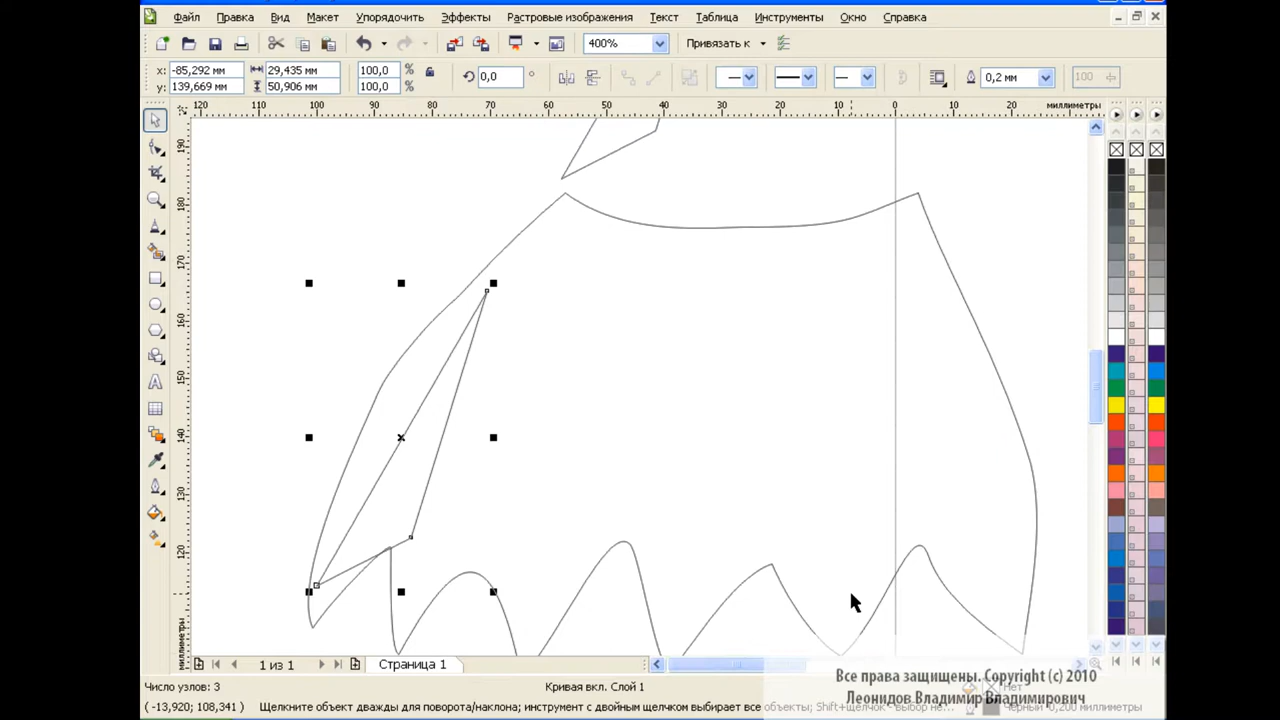 Файл Правка Вид Макет Упорядочить Эффекты Растровые изображения Текст Таблица Инструменты Окно Справка
400% Привязать к
x: -85,292 мм 29,435 мм 100,0 % 0,0 ° 0,2 мм 100
y: 139,669 мм 50,906 мм 100,0 %
120 110 100 90 80 70 60 50 40 30 20 10 0 10 20 миллиметры
190
180
170
160
150
140
130
120
миллиметры
1 из 1 Страница 1
Все права защищены. Copyright (c) 2010
Число узлов: 3 Кривая вкл. Слой 1 Нет
Леонидов Владимир Владимирович
( -13,920; 108,341 ) Щелкните объект дважды для поворота/наклона; инструмент с двойным щелчком выбирает все объекты; Shift+щелчок - выбор не... Черный 0,200 миллиметры